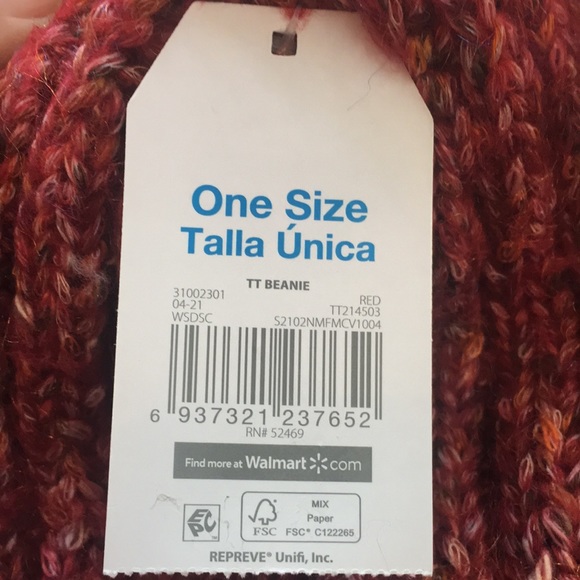 One Size
Talla Única
TT BEANIE
31002301 RED
04-21 TT214503
WSDSC S2102NMFMCV1004
6 937321 237652
RN# 52469
Find more at Walmart com
EPC
FSC
MIX
Paper
FSC® C122265
REPREVE® Unifi, Inc.